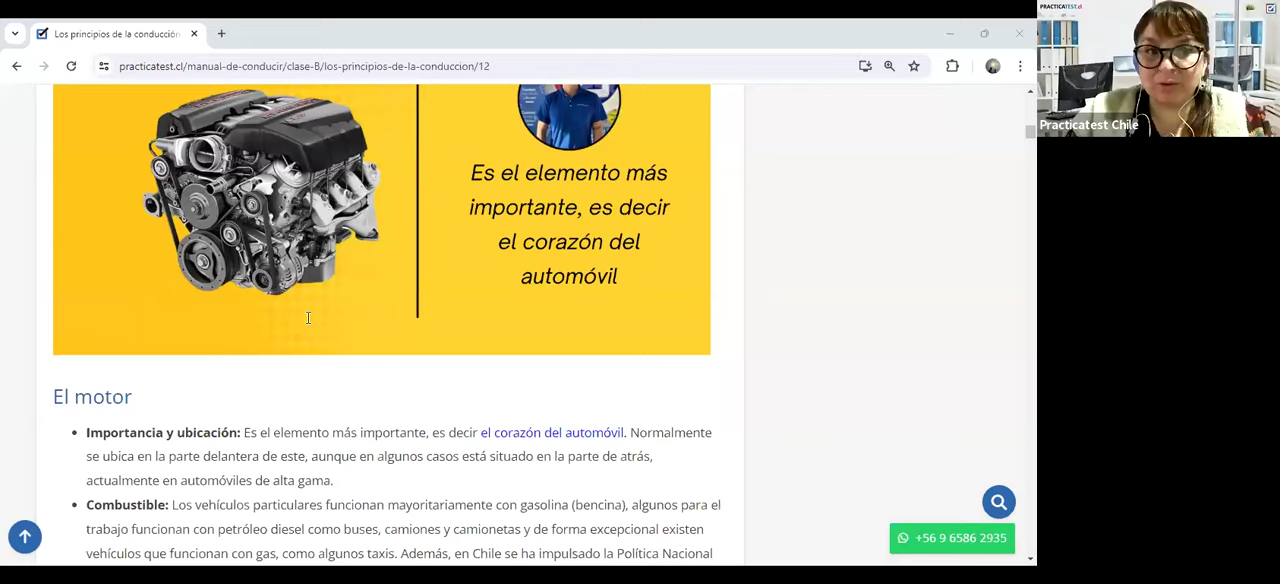 Los principios de la conducción
practicatest.cl/manual-de-conducir/clase-B/los-principios-de-la-conduccion/12
PRACTICATEST.cl
Practicatest Chile
Es el elemento más
importante, es decir
el corazón del
automóvil
El motor
Importancia y ubicación: Es el elemento más importante, es decir el corazón del automóvil. Normalmente
se ubica en la parte delantera de este, aunque en algunos casos está situado en la parte de atrás,
actualmente en automóviles de alta gama.
Combustible: Los vehículos particulares funcionan mayoritariamente con gasolina (bencina), algunos para el
trabajo funcionan con petróleo diesel como buses, camiones y camionetas y de forma excepcional existen
vehículos que funcionan con gas, como algunos taxis. Además, en Chile se ha impulsado la Política Nacional
+56 9 6586 2935